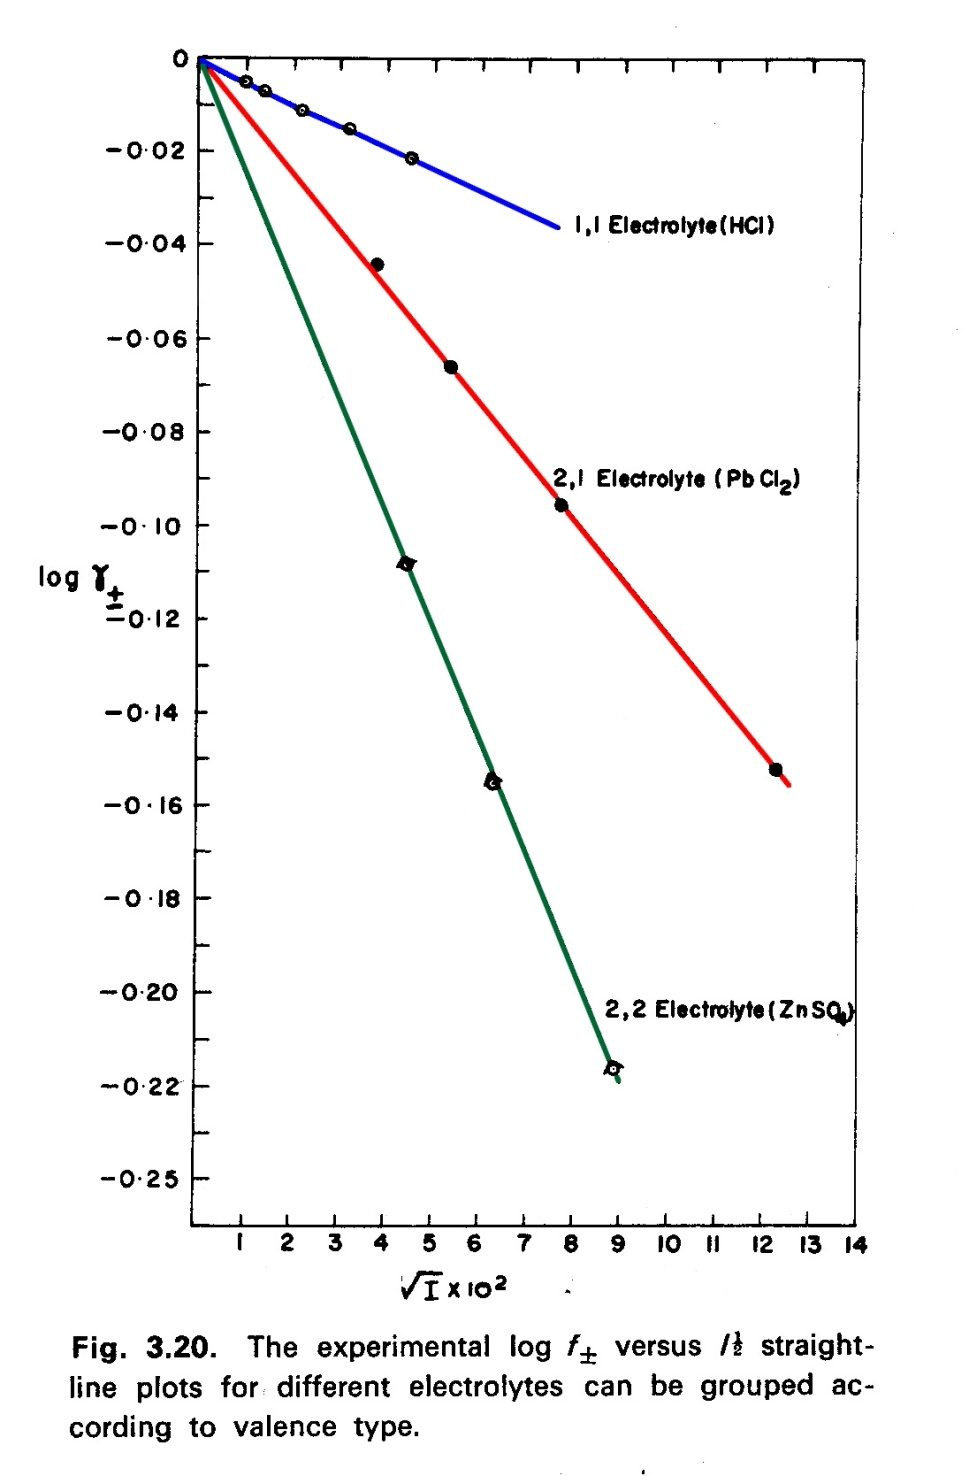 0
-0·02
1,1 Electrolyte (HCl)
-0·04
-0·06
-0·08
2,1 Electrolyte (PbCl₂)
-0·10
log γ±
-0·12
-0·14
-0·16
-0·18
-0·20
2,2 Electrolyte (ZnSO₄)
-0·22
-0·25
1 2 3 4 5 6 7 8 9 10 11 12 13 14
√I x 10²
Fig. 3.20. The experimental log f± versus I½ straight-
line plots for different electrolytes can be grouped ac-
cording to valence type.